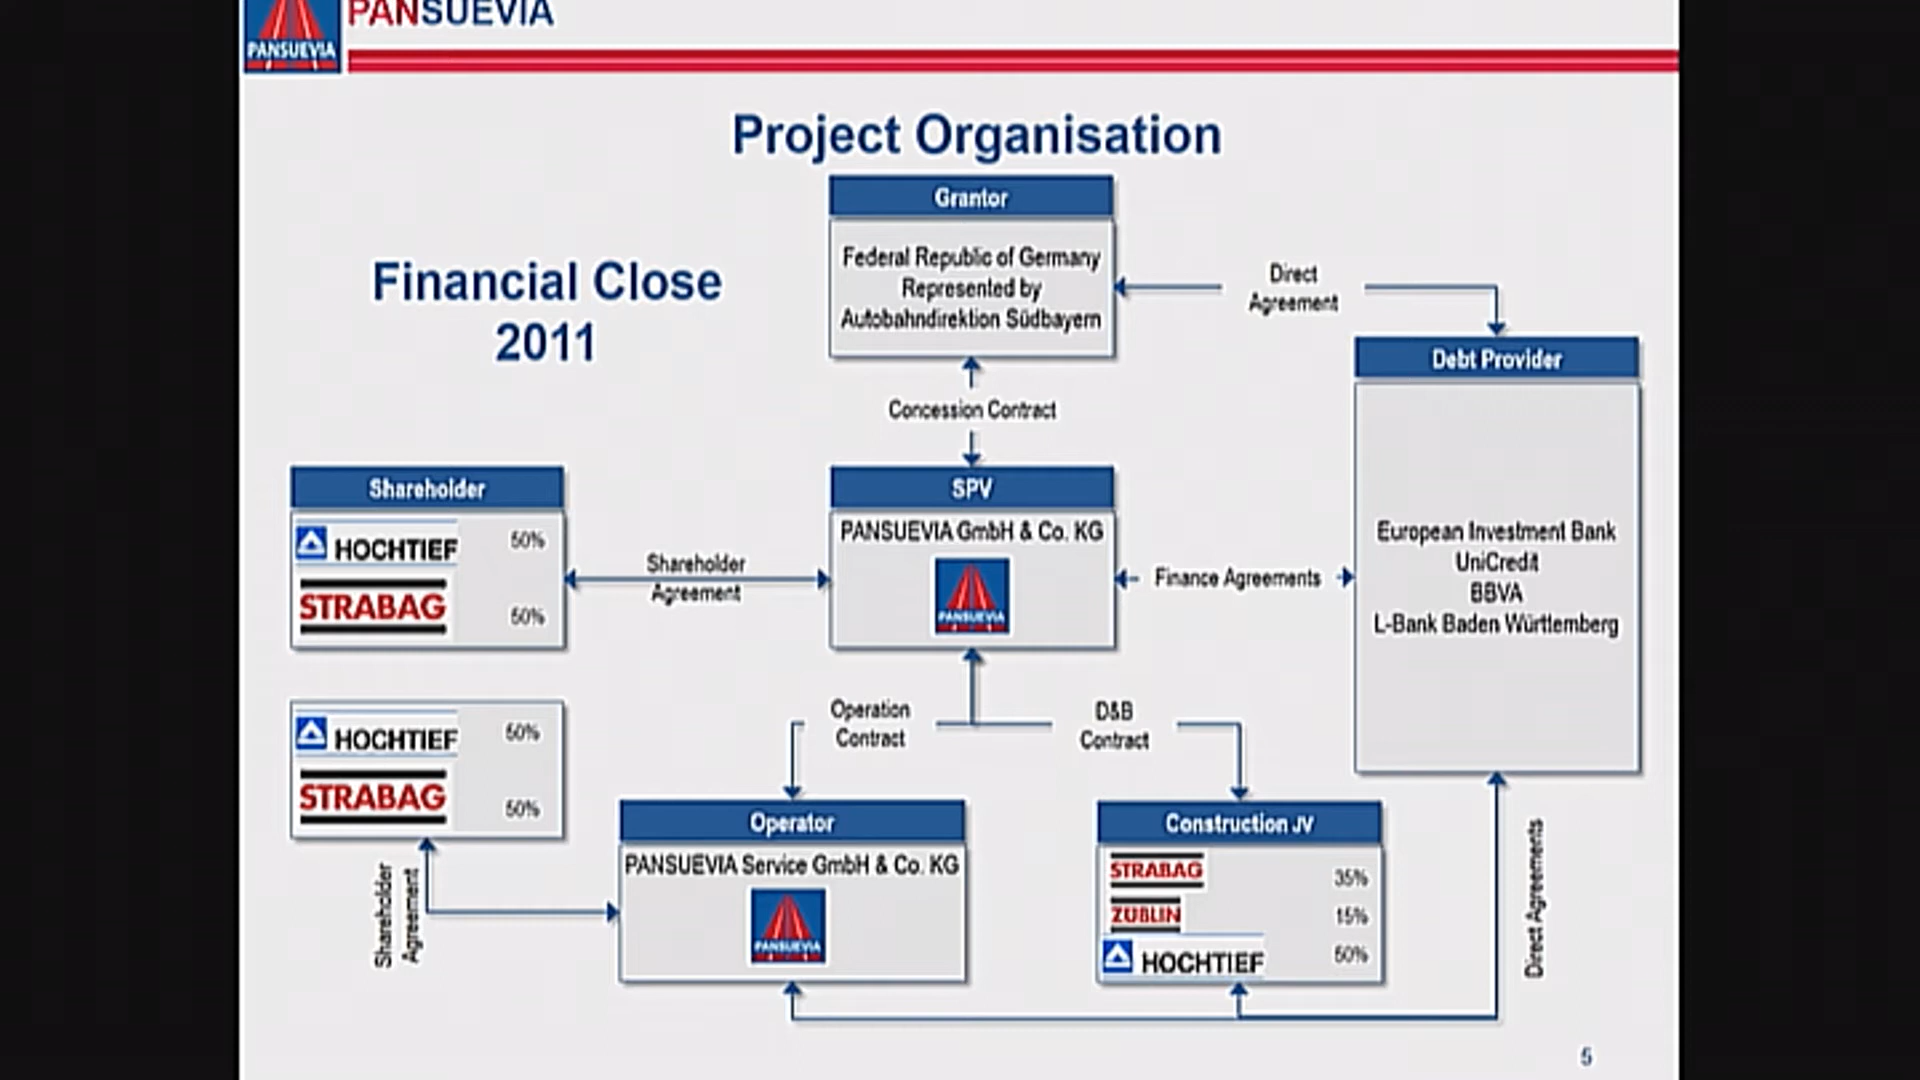 PANSUEVIA
PANSUEVIA
Project Organisation
Financial Close
2011
Grantor
Federal Republic of Germany
Represented by
Autobahndirektion Südbayern
Direct
Agreement
Debt Provider
European Investment Bank
UniCredit
BBVA
L-Bank Baden Württemberg
Concession Contract
Shareholder
HOCHTIEF 50%
STRABAG 50%
Shareholder
Agreement
SPV
PANSUEVIA GmbH & Co. KG
PANSUEVIA
Finance Agreements
HOCHTIEF 50%
STRABAG 50%
Operation
Contract
D&B
Contract
Shareholder
Agreement
Operator
PANSUEVIA Service GmbH & Co. KG
PANSUEVIA
Construction JV
STRABAG 35%
ZÜBLIN 15%
HOCHTIEF 50%
Direct Agreements
5